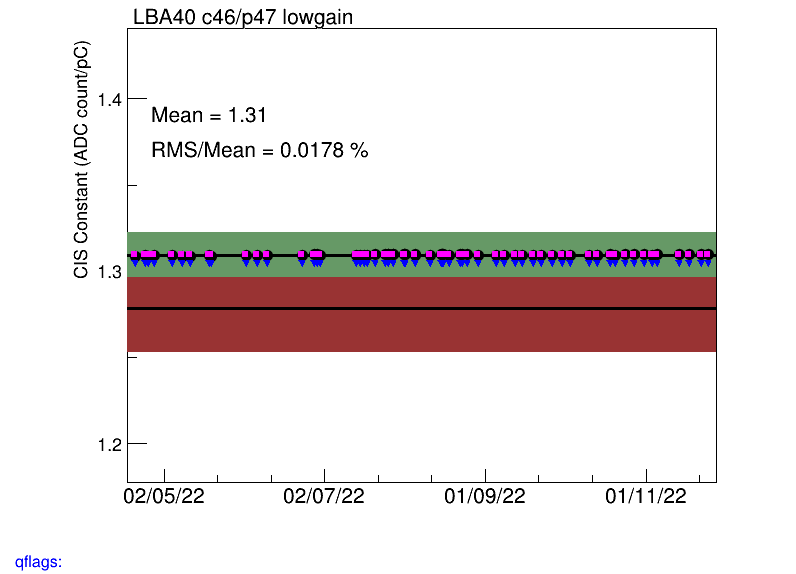 LBA40 c46/p47 lowgain
CIS Constant (ADC count/pC)
1.4
Mean = 1.31
RMS/Mean = 0.0178 %
1.3
1.2
02/05/22 02/07/22 01/09/22 01/11/22
qflags: